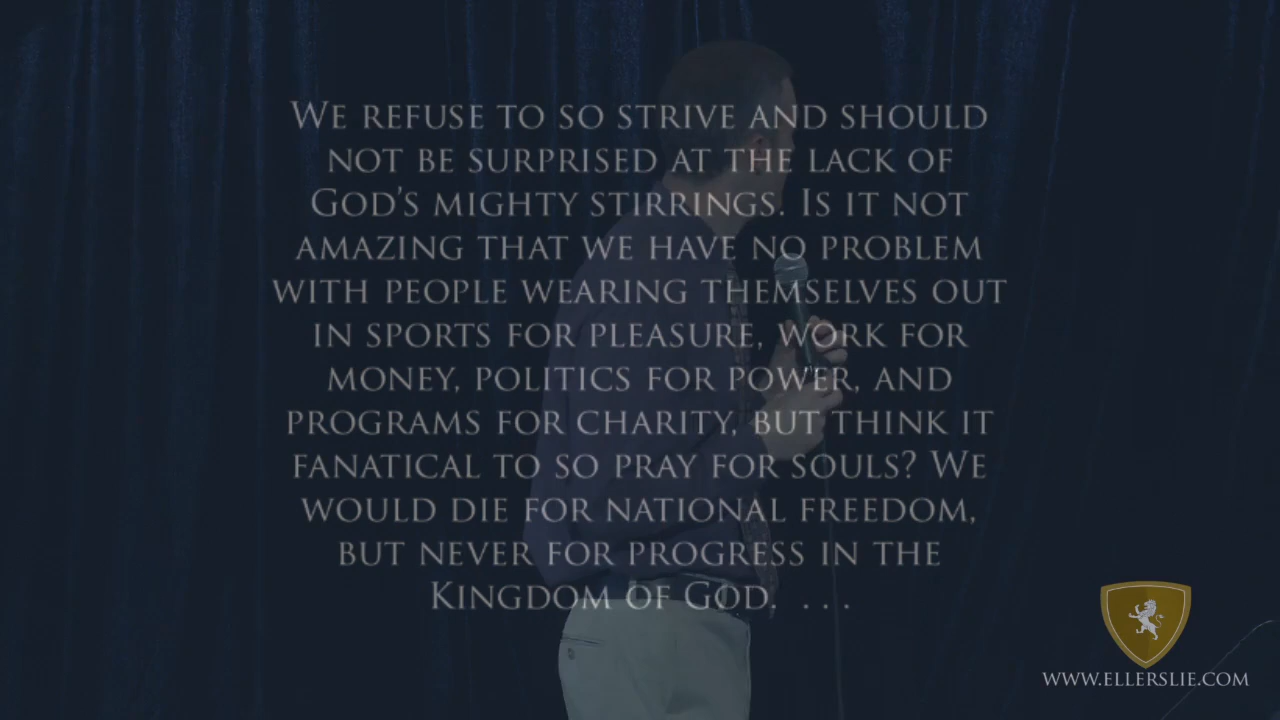 We refuse to so strive and should
not be surprised at the lack of
God's mighty stirrings. Is it not
amazing that we have no problem
with people wearing themselves out
in sports for pleasure, work for
money, politics for power, and
programs for charity, but think it
fanatical to so pray for souls? We
would die for national freedom,
but never for progress in the
Kingdom of God. . . .
www.ellerslie.com